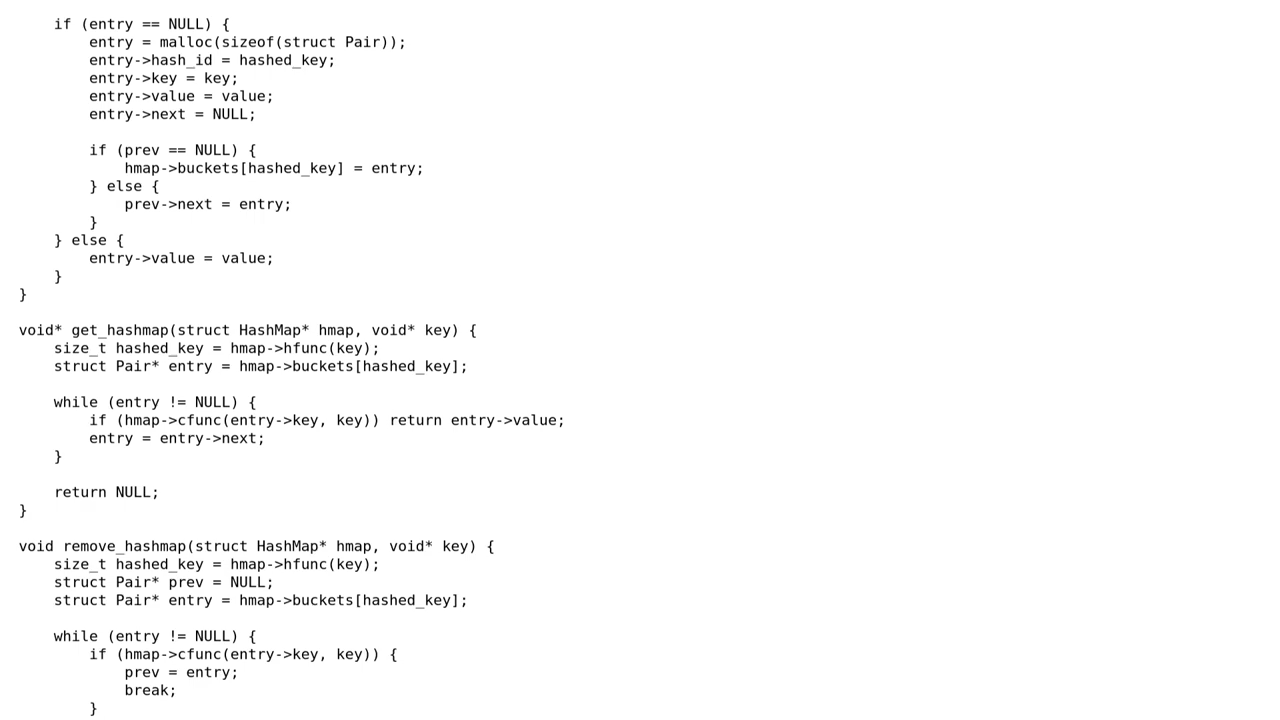 if (entry == NULL) {
        entry = malloc(sizeof(struct Pair));
        entry->hash_id = hashed_key;
        entry->key = key;
        entry->value = value;
        entry->next = NULL;

        if (prev == NULL) {
            hmap->buckets[hashed_key] = entry;
        } else {
            prev->next = entry;
        }
    } else {
        entry->value = value;
    }
}

void* get_hashmap(struct HashMap* hmap, void* key) {
    size_t hashed_key = hmap->hfunc(key);
    struct Pair* entry = hmap->buckets[hashed_key];

    while (entry != NULL) {
        if (hmap->cfunc(entry->key, key)) return entry->value;
        entry = entry->next;
    }

    return NULL;
}

void remove_hashmap(struct HashMap* hmap, void* key) {
    size_t hashed_key = hmap->hfunc(key);
    struct Pair* prev = NULL;
    struct Pair* entry = hmap->buckets[hashed_key];

    while (entry != NULL) {
        if (hmap->cfunc(entry->key, key)) {
            prev = entry;
            break;
        }